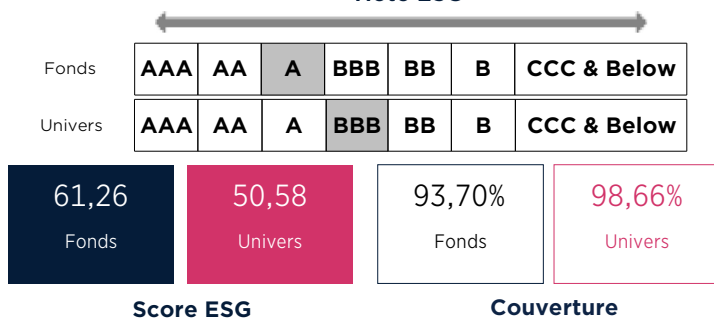 Fonds AAA AA A BBB BB B CCC & Below
Univers AAA AA A BBB BB B CCC & Below
61,26 50,58 93,70% 98,66%
Fonds Univers Fonds Univers
Score ESG Couverture